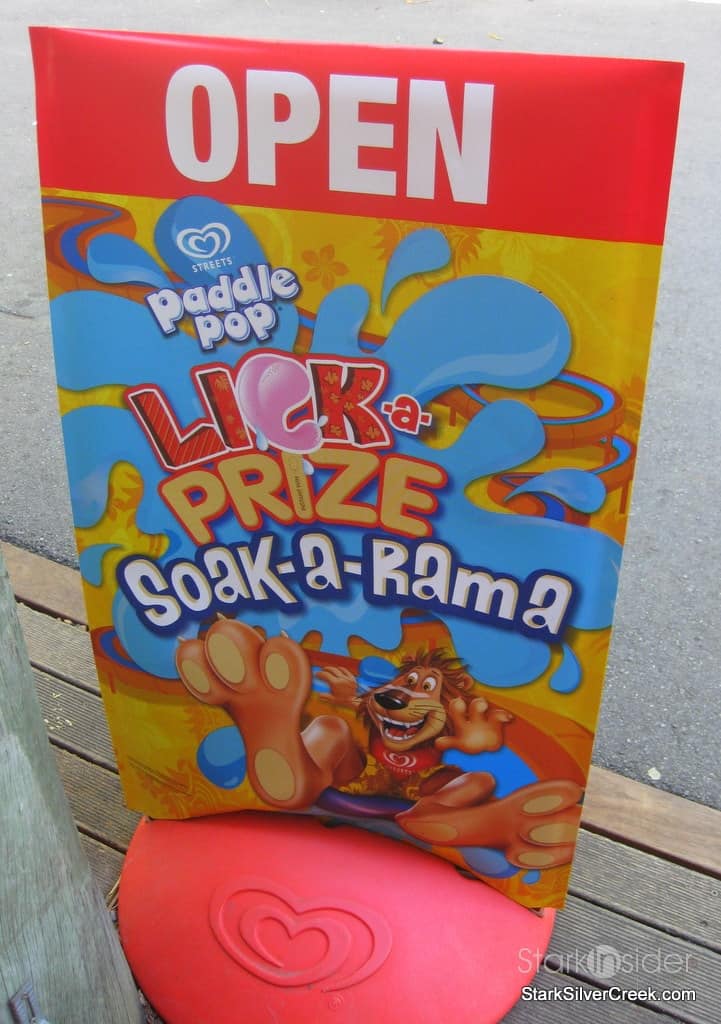 OPEN
STREETS
paddle
pop
LICK-a-
PRIZE
Soak-a-Rama
StarkInsider
StarkSilverCreek.com